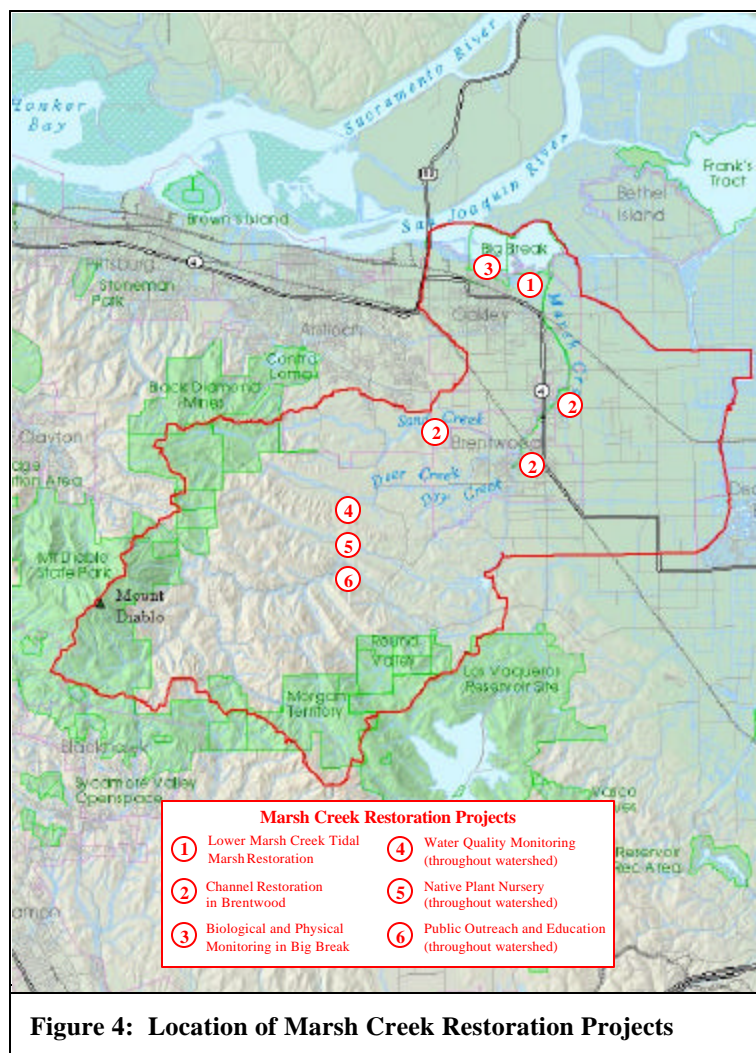 Honker
Bay
Sacramento River
San Joaquin River
Frank's
Tract
Bethel
Island
Brown's Island
Big Break
3
1
4
Pittsburg
Stoneman
Park
Antioch
Oakley
Marsh
Contra
Loma
Black Diamond
Mines
4
2
Sand Creek
2
Clayton
Brentwood
2
Deer Creek
Dry Creek
4
5
6
Mt Diablo
State Park
Mount
Diablo
Round
Valley
Los Vaqueros
Reservoir Site
Morgan
Territory
Blackhawk
Sycamore Valley
Openspace
Vasco
Reservoir
Rec Area
Marsh Creek Restoration Projects
1 Lower Marsh Creek Tidal
Marsh Restoration
2 Channel Restoration
in Brentwood
3 Biological and Physical
Monitoring in Big Break
4 Water Quality Monitoring
(throughout watershed)
5 Native Plant Nursery
(throughout watershed)
6 Public Outreach and Education
(throughout watershed)
Figure 4: Location of Marsh Creek Restoration Projects